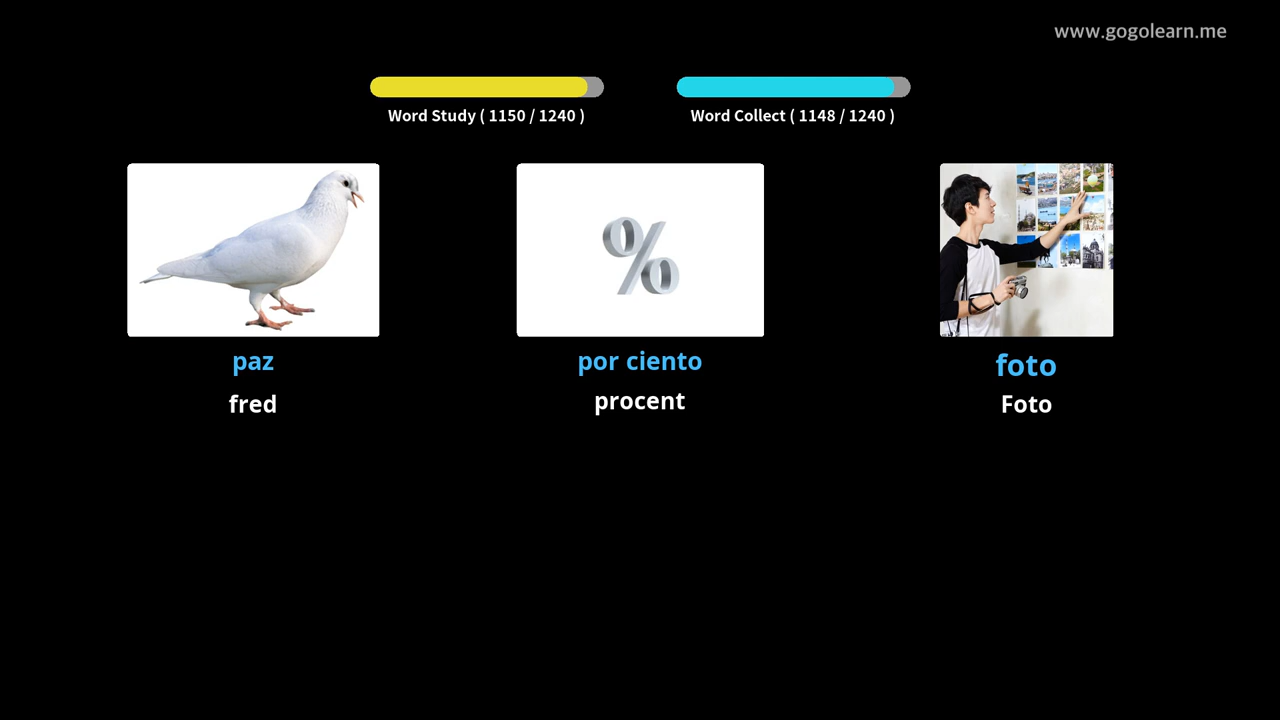 www.gogolearn.me
Word Study ( 1150 / 1240 )
Word Collect ( 1148 / 1240 )
paz
fred
por ciento
procent
foto
Foto